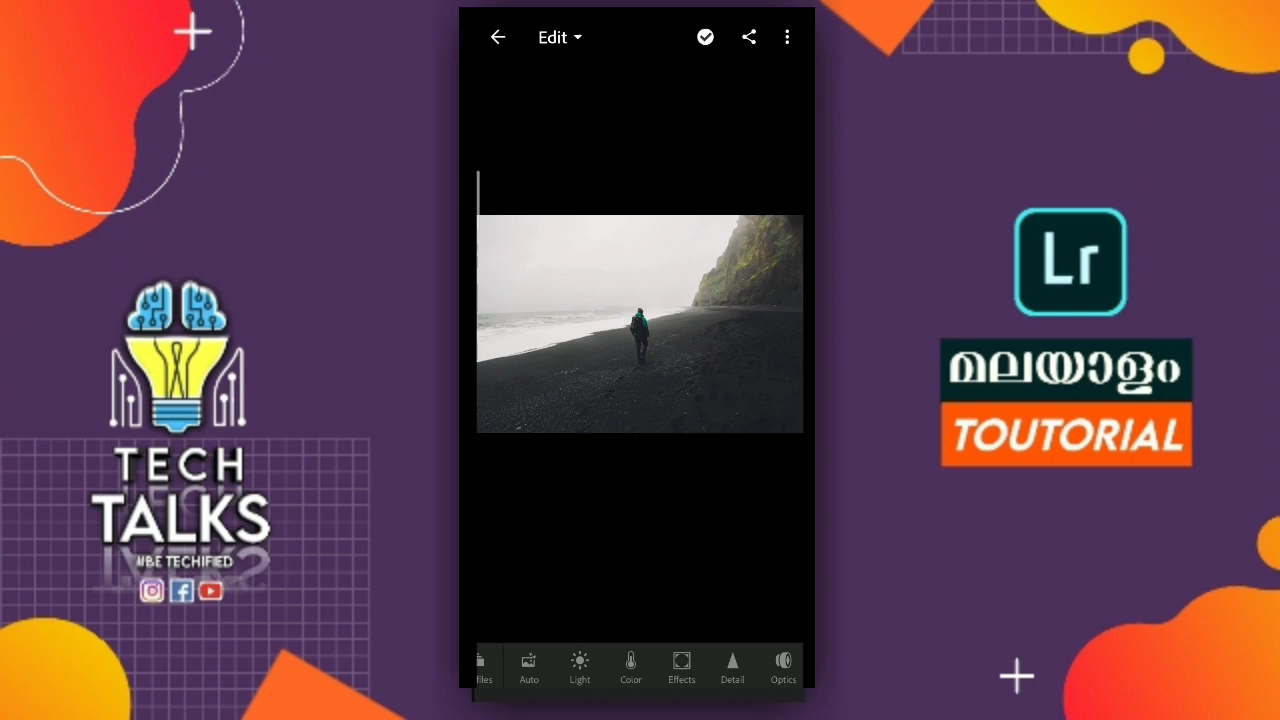 Edit
Lr
മലയാളം
TOUTORIAL
TECH
TALKS
#BE TECHIFIED
files
Auto
Light
Color
Effects
Detail
Optics